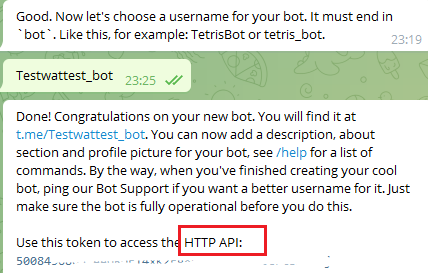 Good. Now let's choose a username for your bot. It must end in
`bot`. Like this, for example: TetrisBot or tetris_bot.
23:19
Testwattest_bot
23:25
Done! Congratulations on your new bot. You will find it at
t.me/Testwattest_bot. You can now add a description, about
section and profile picture for your bot, see /help for a list of
commands. By the way, when you've finished creating your cool
bot, ping our Bot Support if you want a better username for it. Just
make sure the bot is fully operational before you do this.
Use this token to access the HTTP API: